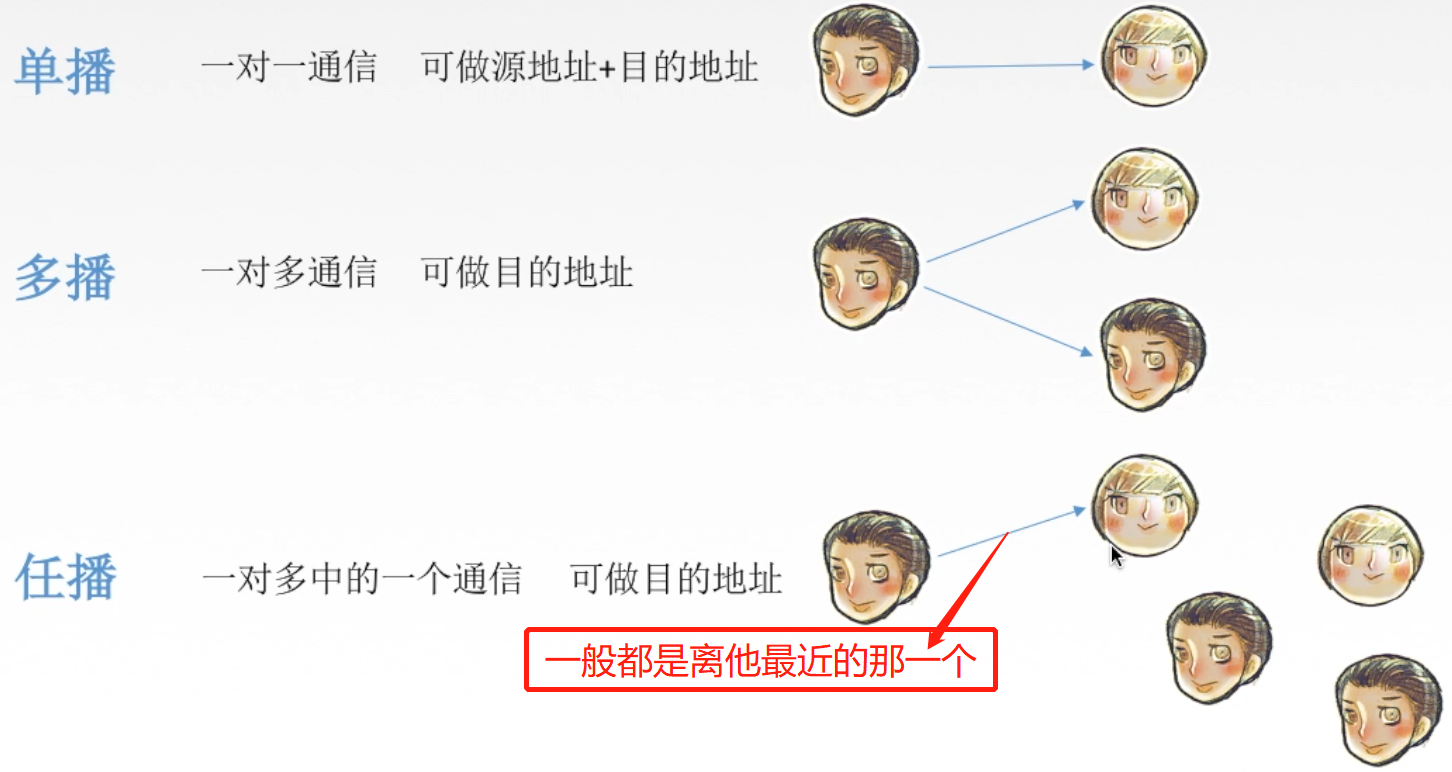 单播 一对一通信 可做源地址+目的地址
多播 一对多通信 可做目的地址
任播 一对多中的一个通信 可做目的地址
一般都是离他最近的那一个